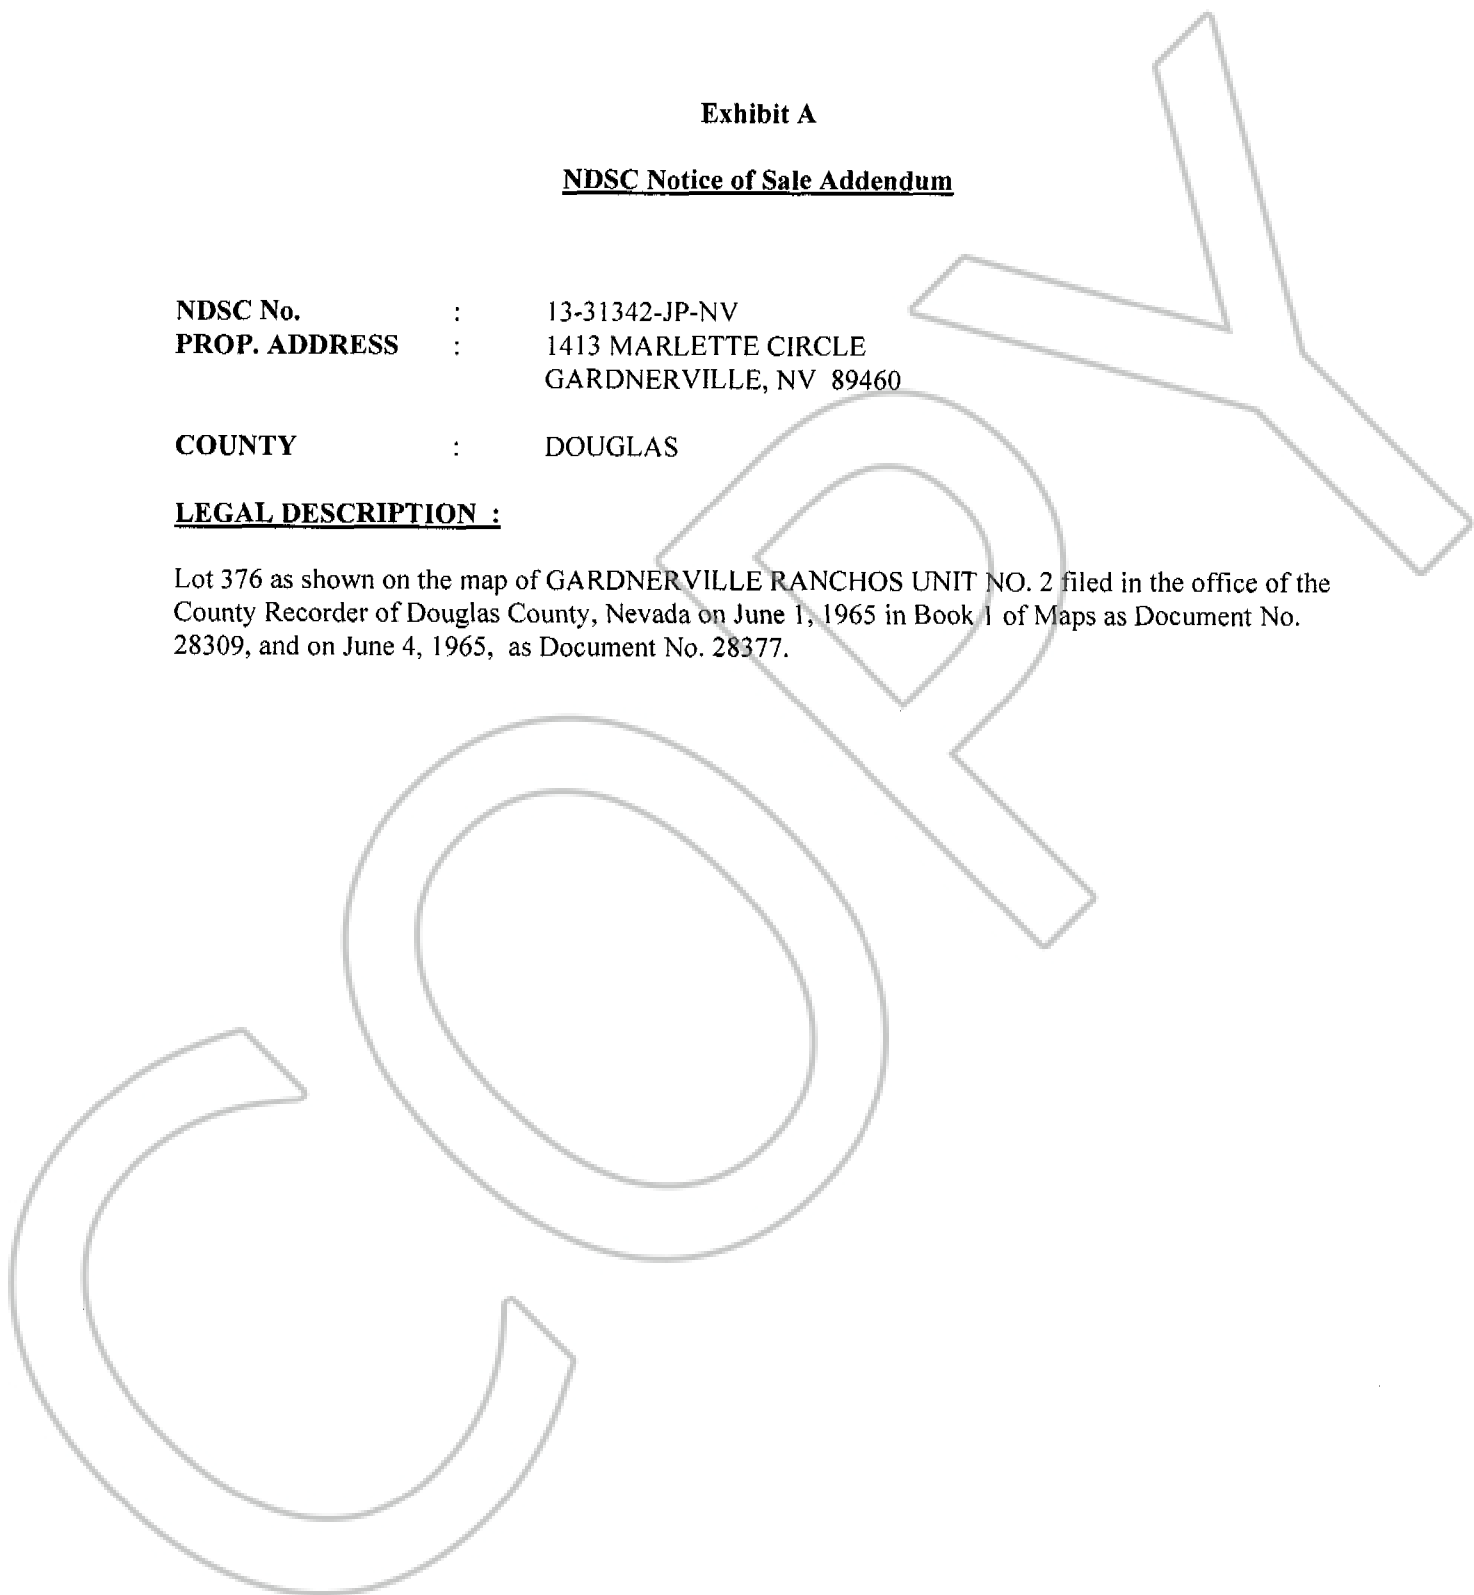 Exhibit A
NDSC Notice of Sale Addendum
NDSC No. : 13-31342-JP-NV
PROP. ADDRESS : 1413 MARLETTE CIRCLE
GARDNERVILLE, NV 89460
COUNTY : DOUGLAS
LEGAL DESCRIPTION :
Lot 376 as shown on the map of GARDNERVILLE RANCHOS UNIT NO. 2 filed in the office of the
County Recorder of Douglas County, Nevada on June 1, 1965 in Book 1 of Maps as Document No.
28309, and on June 4, 1965, as Document No. 28377.
COPY